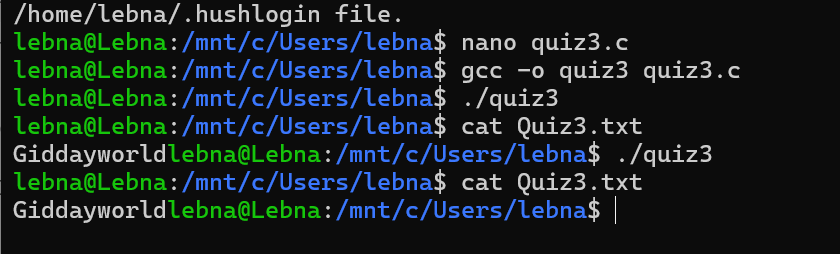 /home/lebna/.hushlogin file.
lebna@Lebna:/mnt/c/Users/lebna$ nano quiz3.c
lebna@Lebna:/mnt/c/Users/lebna$ gcc -o quiz3 quiz3.c
lebna@Lebna:/mnt/c/Users/lebna$ ./quiz3
lebna@Lebna:/mnt/c/Users/lebna$ cat Quiz3.txt
Giddayworldlebna@Lebna:/mnt/c/Users/lebna$ ./quiz3
lebna@Lebna:/mnt/c/Users/lebna$ cat Quiz3.txt
Giddayworldlebna@Lebna:/mnt/c/Users/lebna$